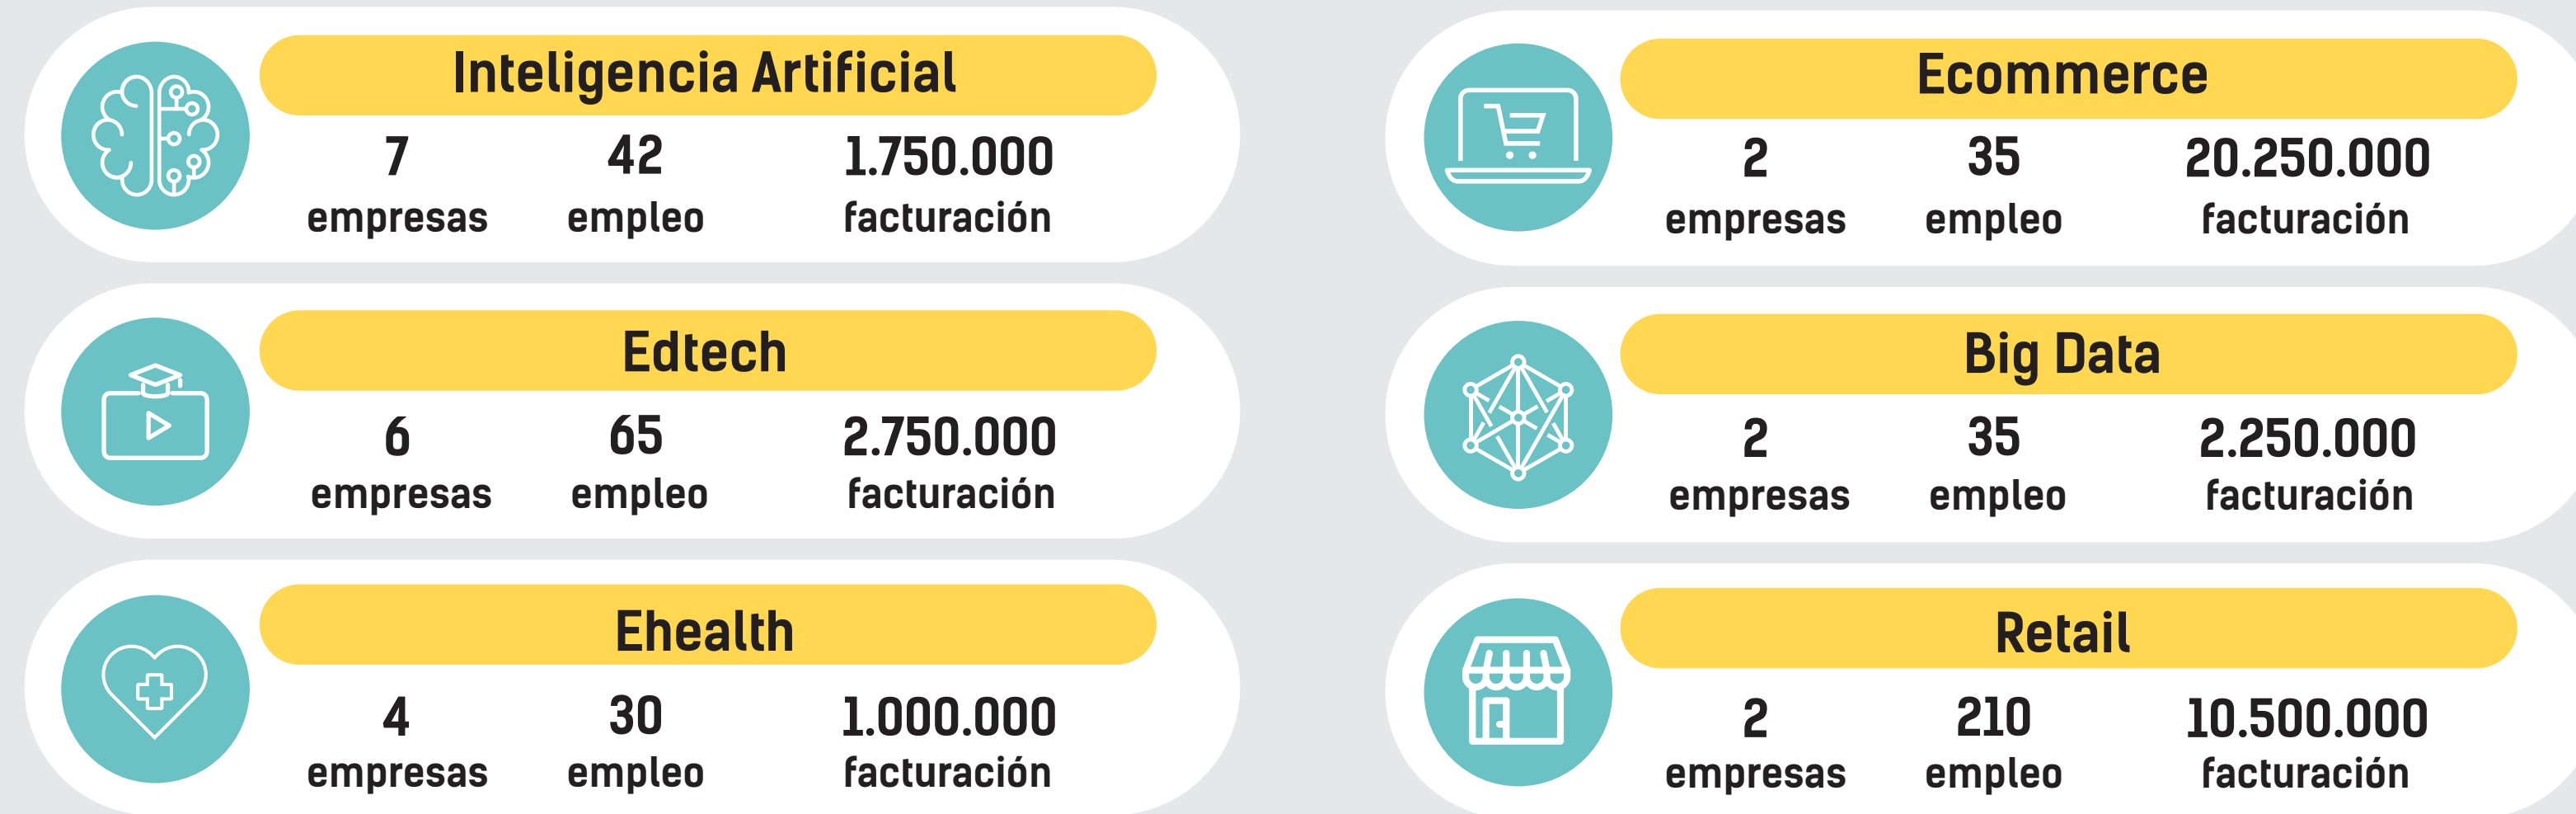 Inteligencia Artificial
7 42 1.750.000
empresas empleo facturación
Edtech
6 65 2.750.000
empresas empleo facturación
Ehealth
4 30 1.000.000
empresas empleo facturación
Ecommerce
2 35 20.250.000
empresas empleo facturación
Big Data
2 35 2.250.000
empresas empleo facturación
Retail
2 210 10.500.000
empresas empleo facturación